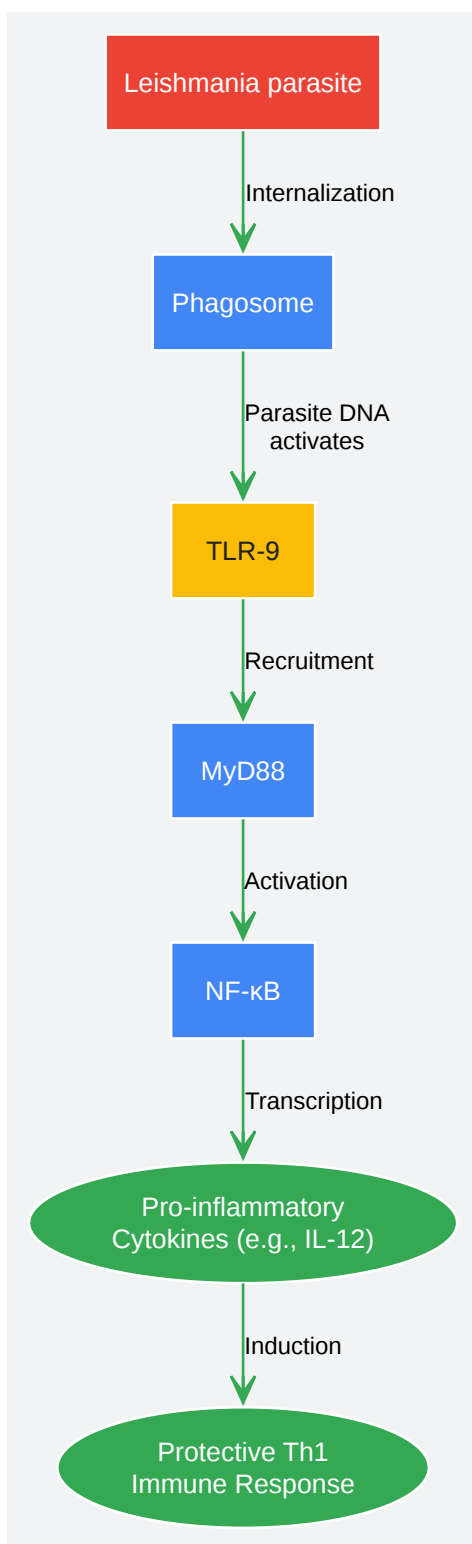 Leishmania parasite
Internalization
Phagosome
Parasite DNA
activates
TLR-9
Recruitment
MyD88
Activation
NF-κB
Transcription
Pro-inflammatory
Cytokines (e.g., IL-12)
Induction
Protective Th1
Immune Response